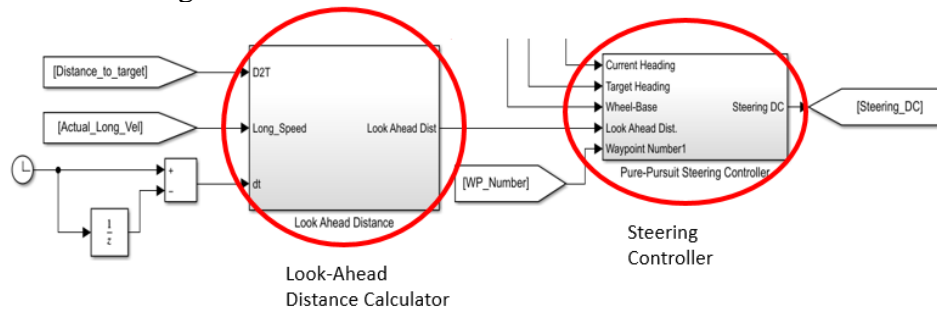 [Distance_to_target]
D2T
[Actual_Long_Vel]
Long_Speed
Look Ahead Dist
+
−
dt
1
z
Look Ahead Distance
Current Heading
Target Heading
Wheel-Base
Steering DC
[Steering_DC]
Look Ahead Dist.
Waypoint Number1
[WP_Number]
Pure-Pursuit Steering Controller
Look-Ahead
Distance Calculator
Steering
Controller